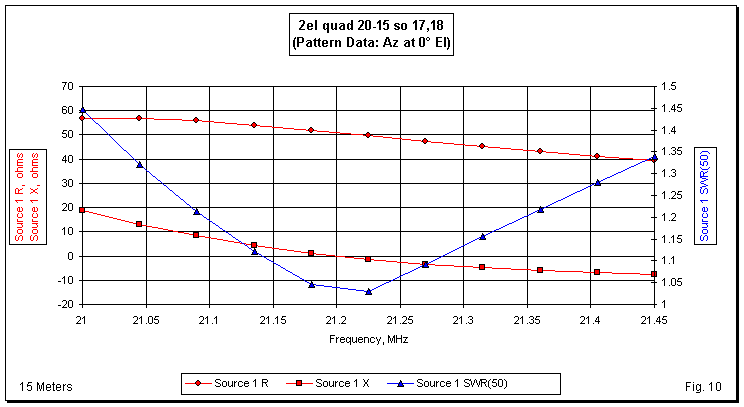 2el quad 20-15 so 17,18
(Pattern Data: Az at 0° El)
70
60
50
40
30
20
10
0
-10
-20
Source 1 R, ohms
Source 1 X, ohms
1.5
1.45
1.4
1.35
1.3
1.25
1.2
1.15
1.1
1.05
1
Source 1 SWR(50)
21 21.05 21.1 21.15 21.2 21.25 21.3 21.35 21.4 21.45
Frequency, MHz
15 Meters
Source 1 R Source 1 X Source 1 SWR(50)
Fig. 10